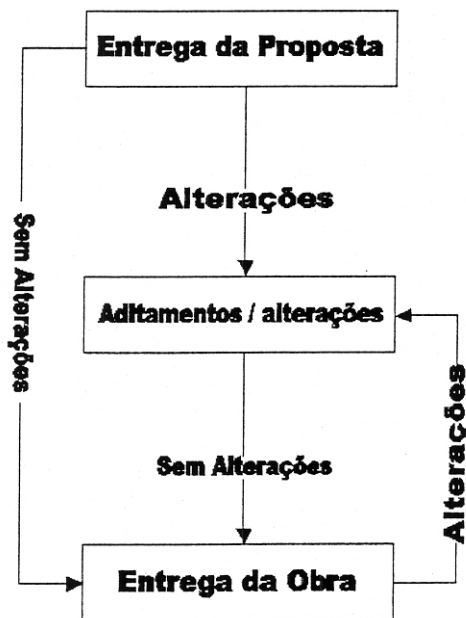 Entrega da Proposta
Alterações
Sem Alterações
Aditamentos / alterações
Sem Alterações
Alterações
Entrega da Obra